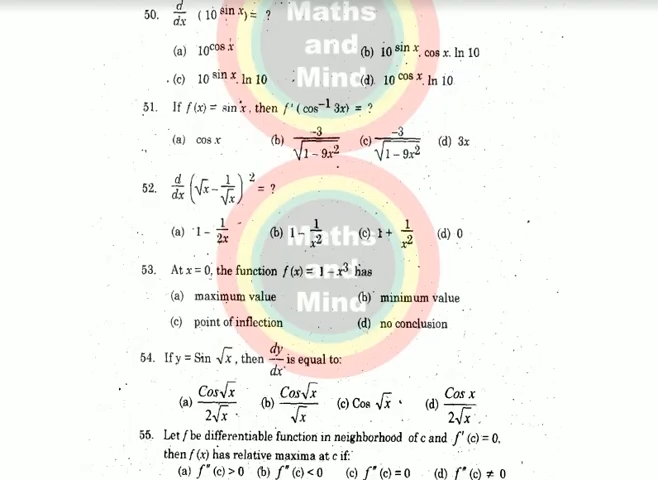 50. d/dx (10^sin x) = ?
(a) 10^cos x (b) 10^sin x. cos x. ln 10
(c) 10^sin x. ln 10 (d). 10^cos x. ln 10
51. If f(x) = sin x, then f' (cos^-1 3x) = ?
(a) cos x (b) -3/√(1 - 9x²) (c) -3/√(1 - 9x²) (d) 3x
52. d/dx (√x - 1/√x)² = ?
(a) 1 - 1/2x (b) 1 - 1/x² (c) 1 + 1/x² (d) 0
53. At x = 0, the function f(x) = 1 - x³ has
(a) maximum value (b) minimum value
(c) point of inflection (d) no conclusion
54. If y = Sin √x, then dy/dx is equal to:
(a) Cos√x/2√x (b) Cos√x/√x (c) Cos √x (d) Cos x/2√x
55. Let f be differentiable function in neighborhood of c and f' (c) = 0.
then f (x) has relative maxima at c if:
(a) f" (c) > 0 (b) f" (c) < 0 (c) f" (c) = 0 (d) f" (c) ≠ 0
Maths
and
Mind
Maths
and
Mind